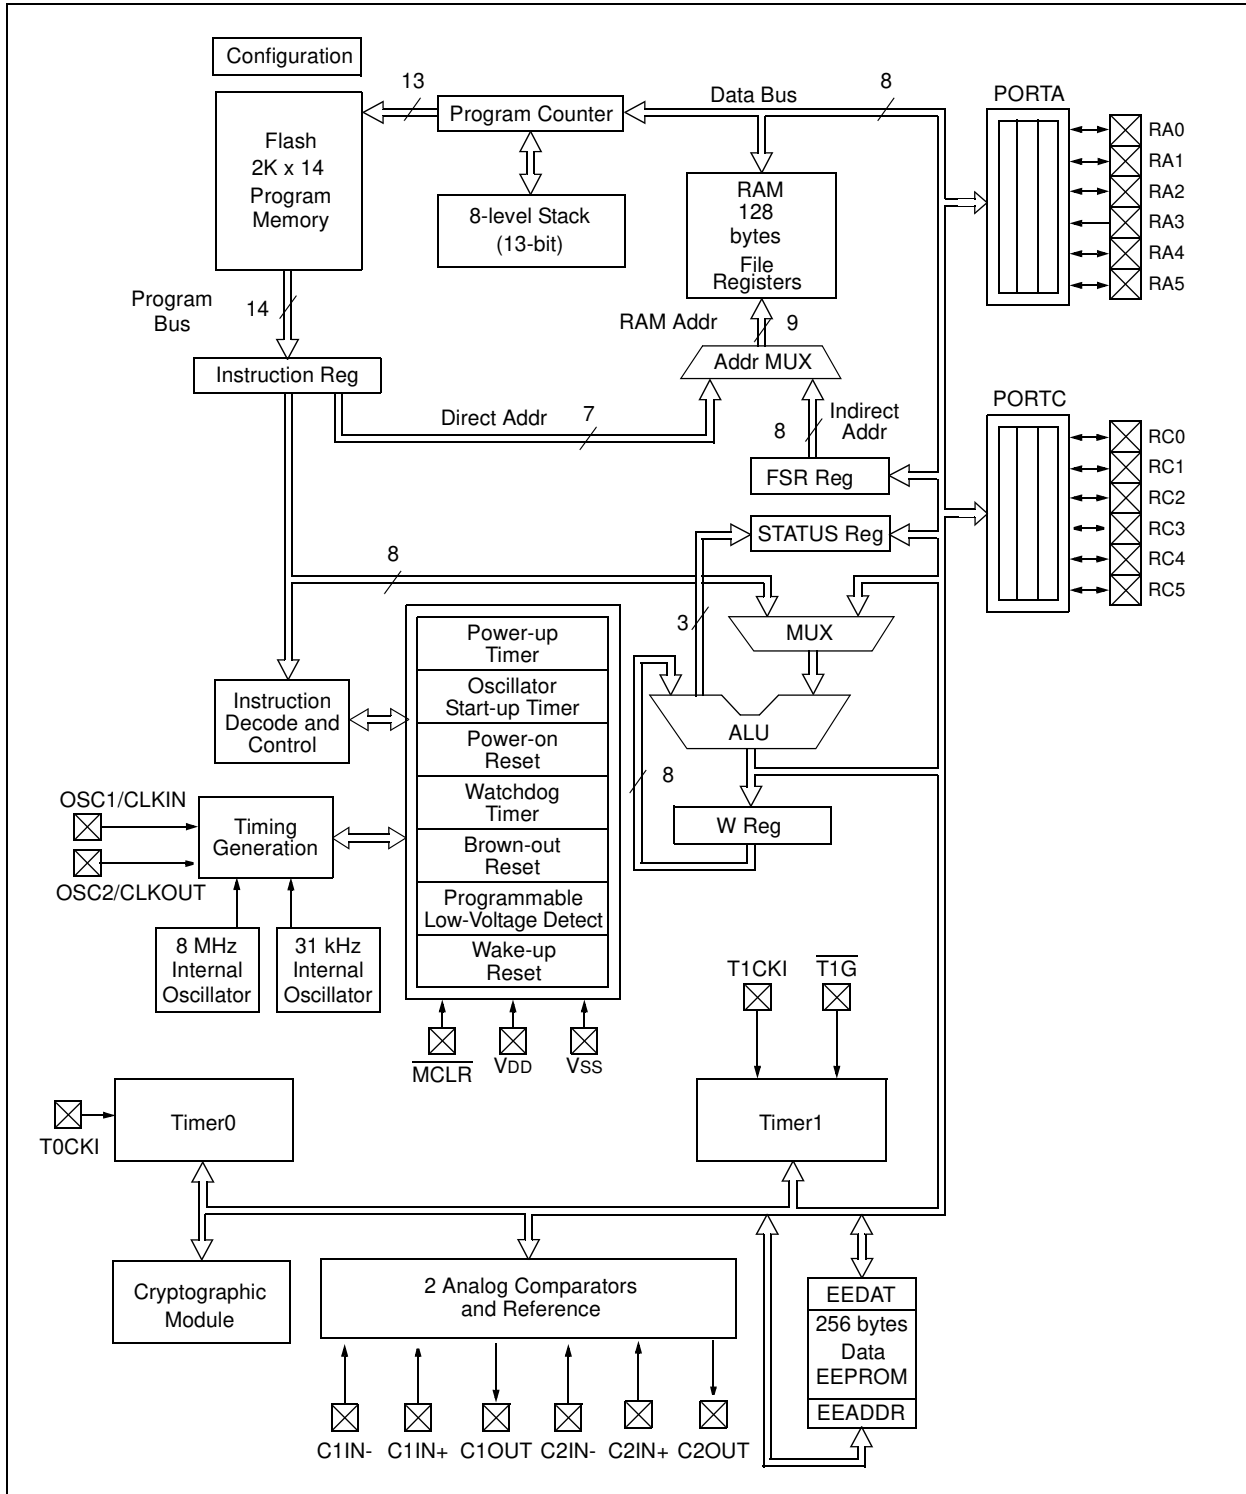 Configuration
13
Program Counter
Data Bus
8
PORTA
Flash
2K x 14
Program
Memory
8-level Stack
(13-bit)
RAM
128
bytes
File
Registers
RA0
RA1
RA2
RA3
RA4
RA5
Program
Bus
14
RAM Addr
9
Addr MUX
Instruction Reg
Direct Addr
7
8
Indirect
Addr
FSR Reg
STATUS Reg
PORTC
RC0
RC1
RC2
RC3
RC4
RC5
8
3
MUX
ALU
8
W Reg
Power-up
Timer
Oscillator
Start-up Timer
Power-on
Reset
Watchdog
Timer
Brown-out
Reset
Programmable
Low-Voltage Detect
Wake-up
Reset
Instruction
Decode and
Control
OSC1/CLKIN
OSC2/CLKOUT
Timing
Generation
8 MHz
Internal
Oscillator
31 kHz
Internal
Oscillator
MCLR
VDD
VSS
T1CKI
T1G
T0CKI
Timer0
Timer1
Cryptographic
Module
2 Analog Comparators
and Reference
EEDAT
256 bytes
Data
EEPROM
EEADDR
C1IN-
C1IN+
C1OUT
C2IN-
C2IN+
C2OUT